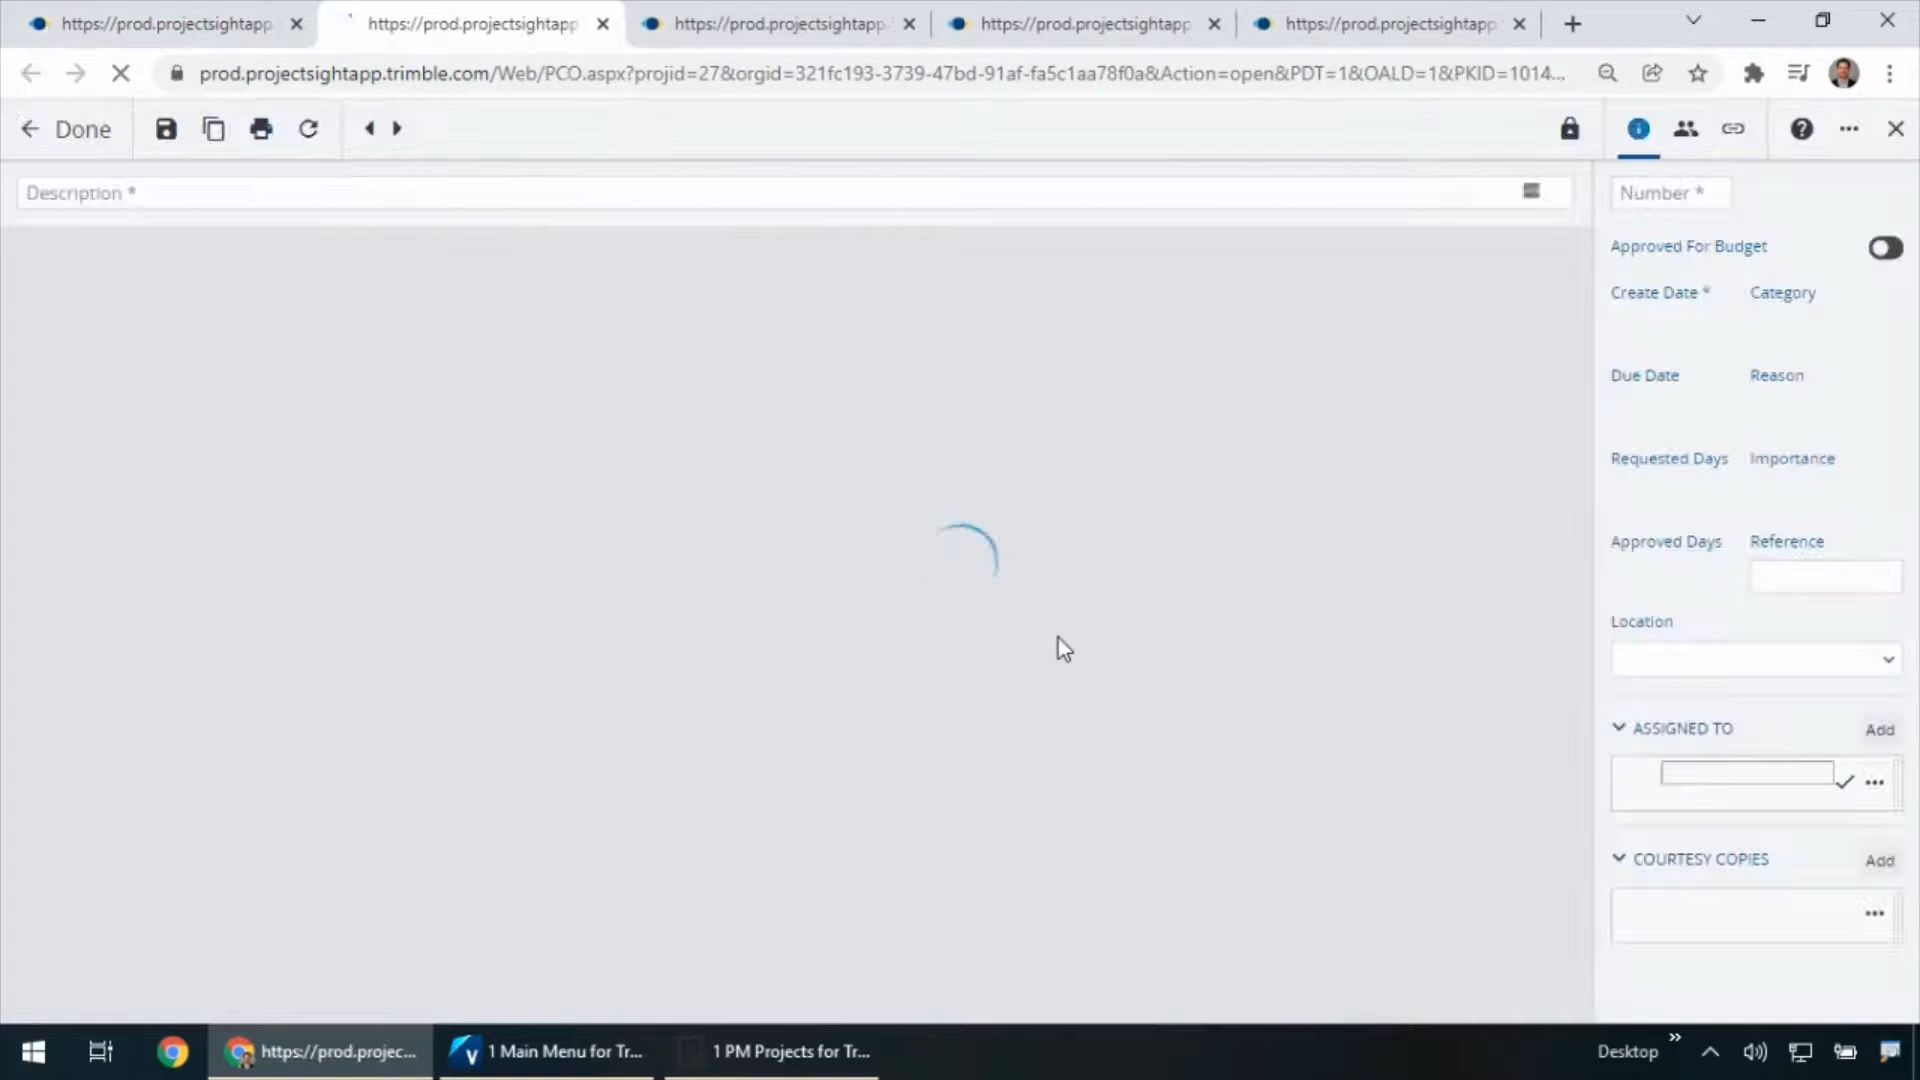 https://prod.projectsightapp
https://prod.projectsightapp
https://prod.projectsightapp
https://prod.projectsightapp
https://prod.projectsightapp
prod.projectsightapp.trimble.com/Web/PCO.aspx?projid=27&orgid=321fc193-3739-47bd-91af-fa5c1aa78f0a&Action=open&PDT=1&OALD=1&PKID=1014...
Done
Description *
Number *
Approved For Budget
Create Date * Category
Due Date Reason
Requested Days Importance
Approved Days Reference
Location
ASSIGNED TO Add
COURTESY COPIES Add
https://prod.projec...
1 Main Menu for Tr...
1 PM Projects for Tr...
Desktop